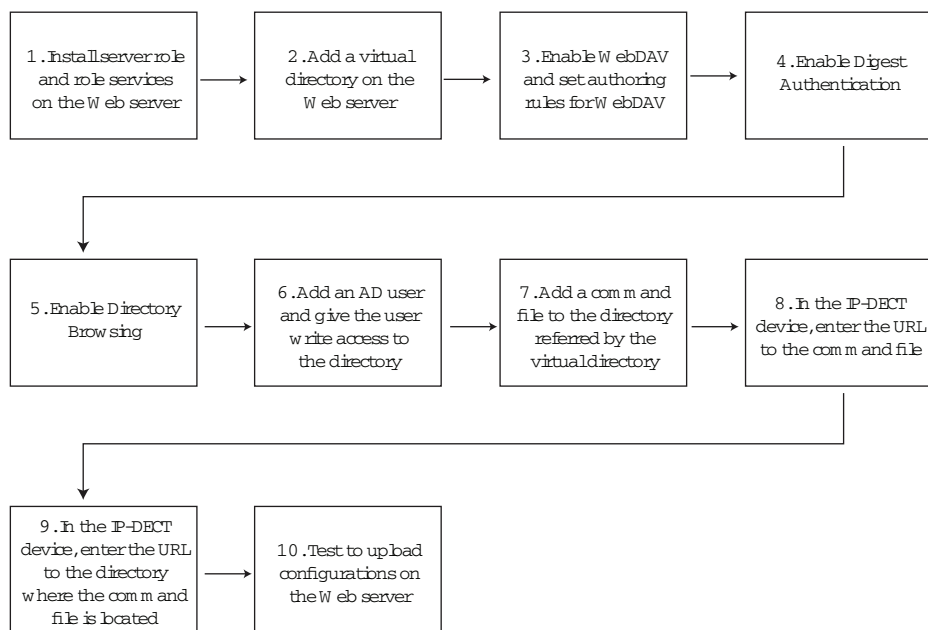 1. Install server role
and role services
on the Web server
2. Add a virtual
directory on the
Web server
3. Enable WebDAV
and set authoring
rules for WebDAV
4. Enable Digest
Authentication
5. Enable Directory
Browsing
6. Add an AD user
and give the user
write access to
the directory
7. Add a command
file to the directory
referred by the
virtual directory
8. In the IP-DECT
device, enter the URL
to the command file
9. In the IP-DECT
device, enter the URL
to the directory
where the command
file is located
10. Test to upload
configurations on
the Web server